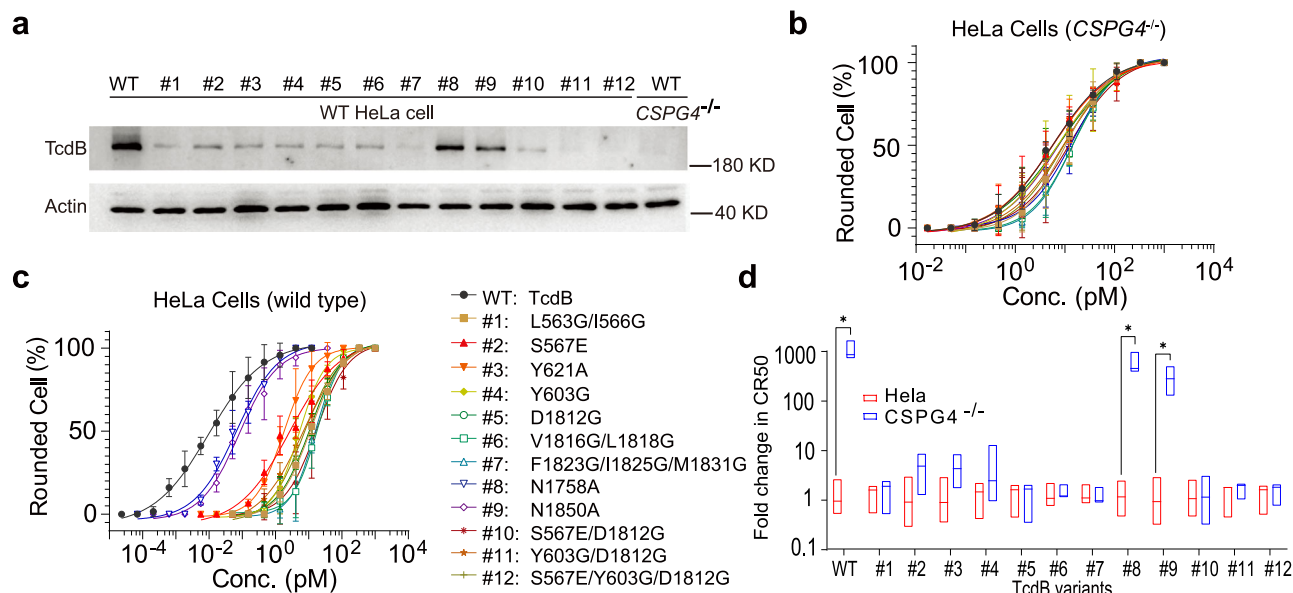 a
WT #1 #2 #3 #4 #5 #6 #7 #8 #9 #10 #11 #12 WT
WT HeLa cell CSPG4-/-
TcdB
180 KD
Actin
40 KD
b
HeLa Cells (CSPG4-/-)
Rounded Cell (%)
100
50
0
10-2 100 102 104
Conc. (pM)
c
HeLa Cells (wild type)
Rounded Cell (%)
100
50
0
10-4 10-2 100 102 104
Conc. (pM)
WT: TcdB
#1: L563G/I566G
#2: S567E
#3: Y621A
#4: Y603G
#5: D1812G
#6: V1816G/L1818G
#7: F1823G/I1825G/M1831G
#8: N1758A
#9: N1850A
#10: S567E/D1812G
#11: Y603G/D1812G
#12: S567E/Y603G/D1812G
d
Fold change in CR50
1000
100
10
1
0.1
* * *
Hela
CSPG4 -/-
WT #1 #2 #3 #4 #5 #6 #7 #8 #9 #10 #11 #12
TcdB variants